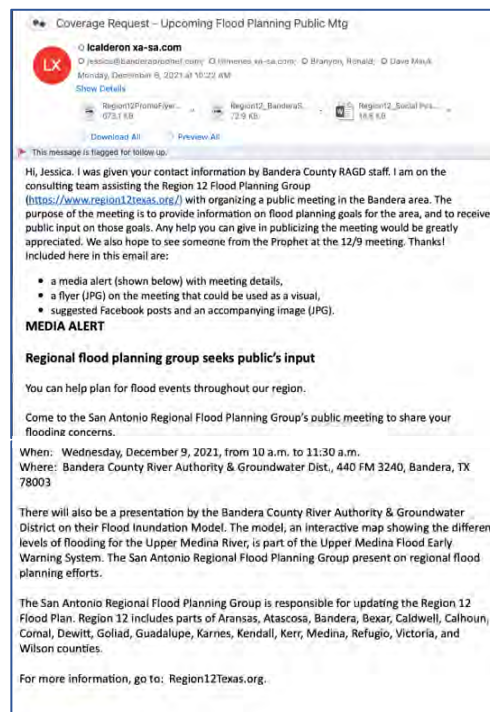 Coverage Request – Upcoming Flood Planning Public Mtg
LX
lcalderon xa-sa.com
Branyon, Ronald; Dave Mauk
Monday, December 6, 2021 at 10:22 AM
Show Details
Region12PromoFlyer...
Region12_BanderaS...
Region12_Social Pos...
673.1 KB
72.9 KB
Download All Preview All
This message is flagged for follow up.
Hi, Jessica. I was given your contact information by Bandera County RAGD staff. I am on the
consulting team assisting the Region 12 Flood Planning Group
(https://www.region12texas.org/) with organizing a public meeting in the Bandera area. The
purpose of the meeting is to provide information on flood planning goals for the area, and to receive
public input on those goals. Any help you can give in publicizing the meeting would be greatly
appreciated. We also hope to see someone from the Prophet at the 12/9 meeting. Thanks!
Included here in this email are:
• a media alert (shown below) with meeting details,
• a flyer (JPG) on the meeting that could be used as a visual,
• suggested Facebook posts and an accompanying image (JPG).
MEDIA ALERT
Regional flood planning group seeks public's input
You can help plan for flood events throughout our region.
Come to the San Antonio Regional Flood Planning Group's public meeting to share your
flooding concerns.
When: Wednesday, December 9, 2021, from 10 a.m. to 11:30 a.m.
Where: Bandera County River Authority & Groundwater Dist., 440 FM 3240, Bandera, TX
78003
There will also be a presentation by the Bandera County River Authority & Groundwater
District on their Flood Inundation Model. The model, an interactive map showing the differen
levels of flooding for the Upper Medina River, is part of the Upper Medina Flood Early
Warning System. The San Antonio Regional Flood Planning Group present on regional flood
planning efforts.
The San Antonio Regional Flood Planning Group is responsible for updating the Region 12
Flood Plan. Region 12 includes parts of Aransas, Atascosa, Bandera, Bexar, Caldwell, Calhoun,
Comal, Dewitt, Goliad, Guadalupe, Karnes, Kendall, Kerr, Medina, Refugio, Victoria, and
Wilson counties.
For more information, go to: Region12Texas.org.